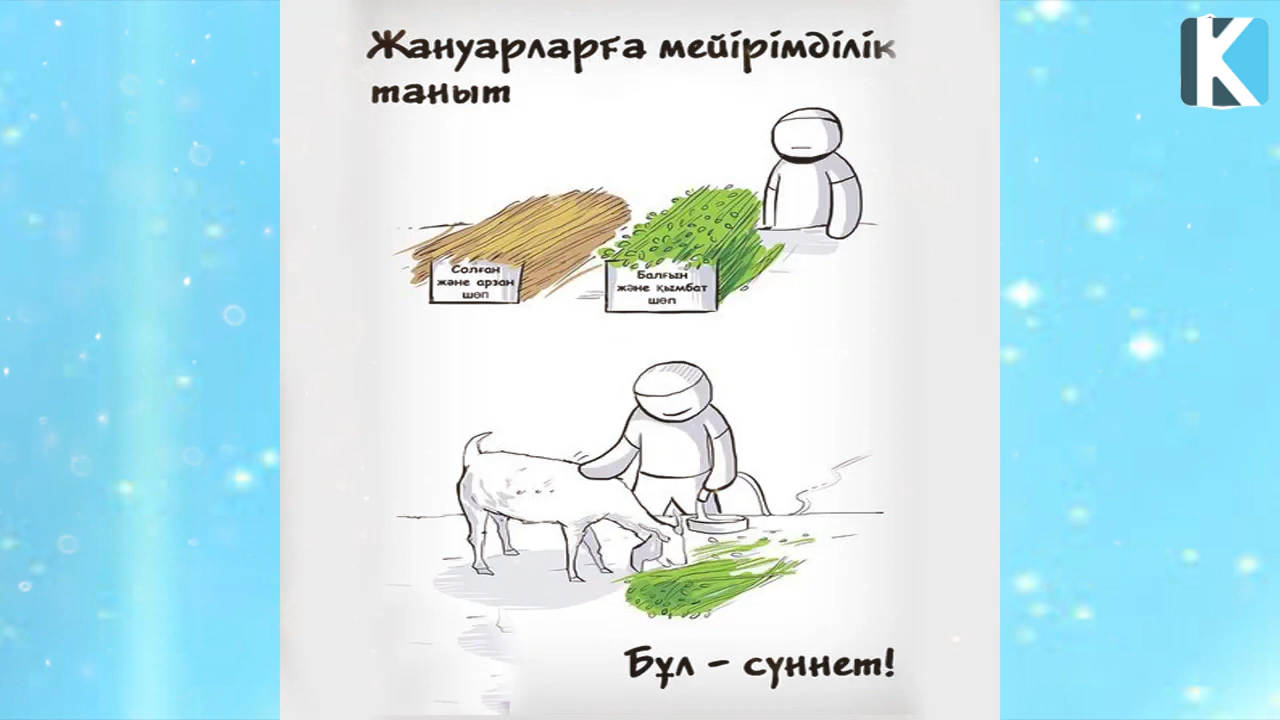 Жануарларға мейірімділік
таныт
Солған
және арзан
шөп
Балғын
және қымбат
шөп
Бұл - сүннет!
K